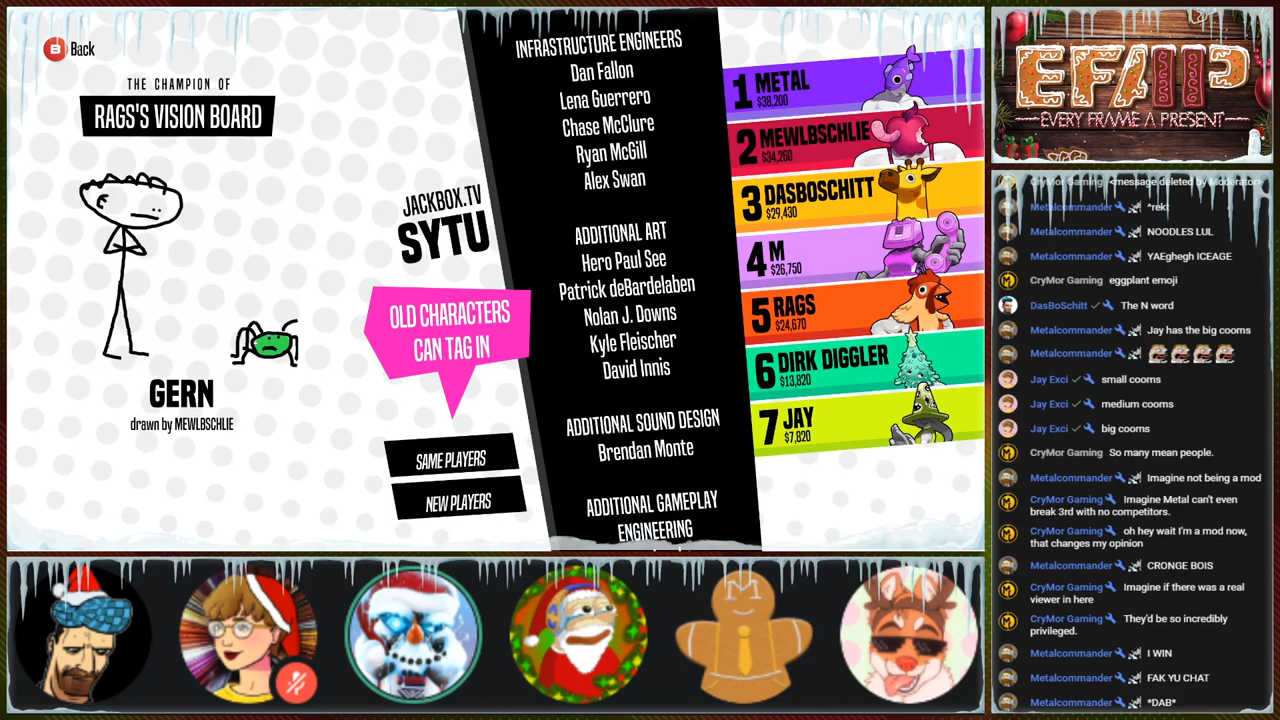 B Back
THE CHAMPION OF
RAGS'S VISION BOARD
GERN
drawn by MEWLBSCHLIE
JACKBOX.TV
SYTU
OLD CHARACTERS
CAN TAG IN
SAME PLAYERS
NEW PLAYERS
INFRASTRUCTURE ENGINEERS
Dan Fallon
Lena Guerrero
Chase McClure
Ryan McGill
Alex Swan
ADDITIONAL ART
Hero Paul See
Patrick deBardelaben
Nolan J. Downs
Kyle Fleischer
David Innis
ADDITIONAL SOUND DESIGN
Brendan Monte
ADDITIONAL GAMEPLAY
ENGINEERING
1 METAL
$38,200
2 MEWLBSCHLIE
$34,260
3 DASBOSCHITT
$29,430
4 M
$26,750
5 RAGS
$24,670
6 DIRK DIGGLER
$13,820
7 JAY
$7,820
EFAP
EVERY FRAME A PRESENT
CryMor Gaming <message deleted by Moderator>
Metalcommander *rekt
Metalcommander NOODLES LUL
Metalcommander YAEghegh ICEAGE
CryMor Gaming eggplant emoji
DasBoSchitt The N word
Metalcommander Jay has the big cooms
Metalcommander
Jay Exci small cooms
Jay Exci medium cooms
Jay Exci big cooms
CryMor Gaming So many mean people.
Metalcommander Imagine not being a mod
CryMor Gaming Imagine Metal can't even
break 3rd with no competitors.
CryMor Gaming oh hey wait I'm a mod now,
that changes my opinion
Metalcommander CRONGE BOIS
CryMor Gaming Imagine if there was a real
viewer in here
CryMor Gaming They'd be so incredibly
privileged.
Metalcommander I WIN
Metalcommander FAK YU CHAT
Metalcommander *DAB*
M